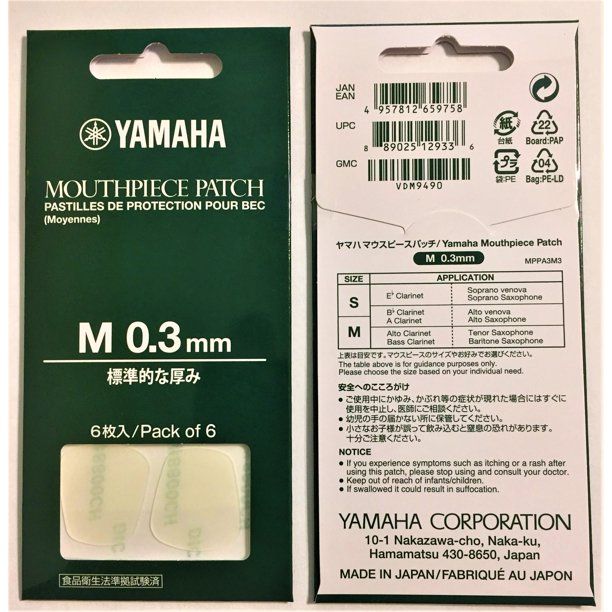 YAMAHA
MOUTHPIECE PATCH
PASTILLES DE PROTECTION POUR BEC
(Moyennes)
M 0.3 mm
標準的な厚み
6枚入/Pack of 6
食品衛生法準拠試験済
JAN
EAN
4 957812 659758
UPC
8 89025 12933 6
GMC
VDM9490
紙
台紙
22
Board:PAP
プラ
袋:PE
04
Bag:PE-LD
ヤマハ マウスピースパッチ/ Yamaha Mouthpiece Patch
M 0.3mm
MPPA3M3
SIZE APPLICATION
S E♭ Clarinet Soprano venova
Soprano Saxophone
M B♭ Clarinet Alto venova
A Clarinet Alto Saxophone
Alto Clarinet Tenor Saxophone
Bass Clarinet Baritone Saxophone
上表は目安です。マウスピースのサイズやお好みでお選びください。
The table above is for guidance purposes only.
Please choose the size based on your individual need.
安全へのこころがけ
● ご使用中にかゆみ、かぶれ等の症状が現れた場合にはすぐに
使用を中止し、医師にご相談ください。
● 幼児の手の届かない所に保管してください。
● 小さなお子様が誤って飲み込むと窒息の恐れがあります。
十分ご注意ください。
NOTICE
● If you experience symptoms such as itching or a rash after
using this patch, please stop using and consult your doctor.
● Keep out of reach of infants/children.
● If swallowed it could result in suffocation.
YAMAHA CORPORATION
10-1 Nakazawa-cho, Naka-ku,
Hamamatsu 430-8650, Japan
MADE IN JAPAN/FABRIQUÉ AU JAPON